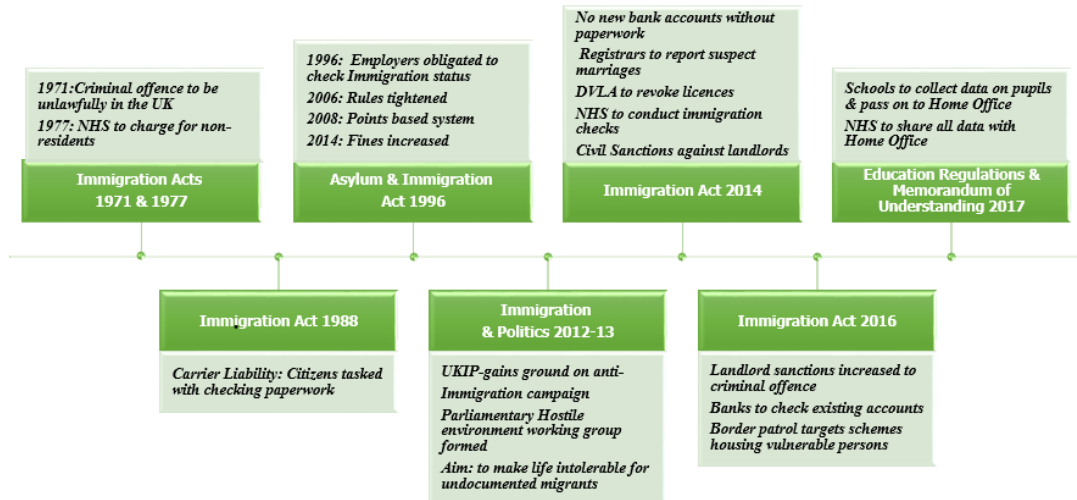 1971:Criminal offence to be
unlawfully in the UK
1977: NHS to charge for non-
residents
Immigration Acts
1971 & 1977
Immigration Act 1988
Carrier Liability: Citizens tasked
with checking paperwork
1996:  Employers obligated to
check Immigration status
2006: Rules tightened
2008: Points based system
2014: Fines increased
Asylum & Immigration
Act 1996
Immigration
& Politics 2012-13
UKIP-gains ground on anti-
Immigration campaign
Parliamentary Hostile
environment working group
formed
Aim: to make life intolerable for
undocumented migrants
No new bank accounts without
paperwork
Registrars to report suspect
marriages
DVLA to revoke licences
NHS to conduct immigration
checks
Civil Sanctions against landlords
Immigration Act 2014
Immigration Act 2016
Landlord sanctions increased to
criminal offence
Banks to check existing accounts
Border patrol targets schemes
housing vulnerable persons
Schools to collect data on pupils
& pass on to Home Office
NHS to share all data with
Home Office
Education Regulations &
Memorandum of
Understanding 2017